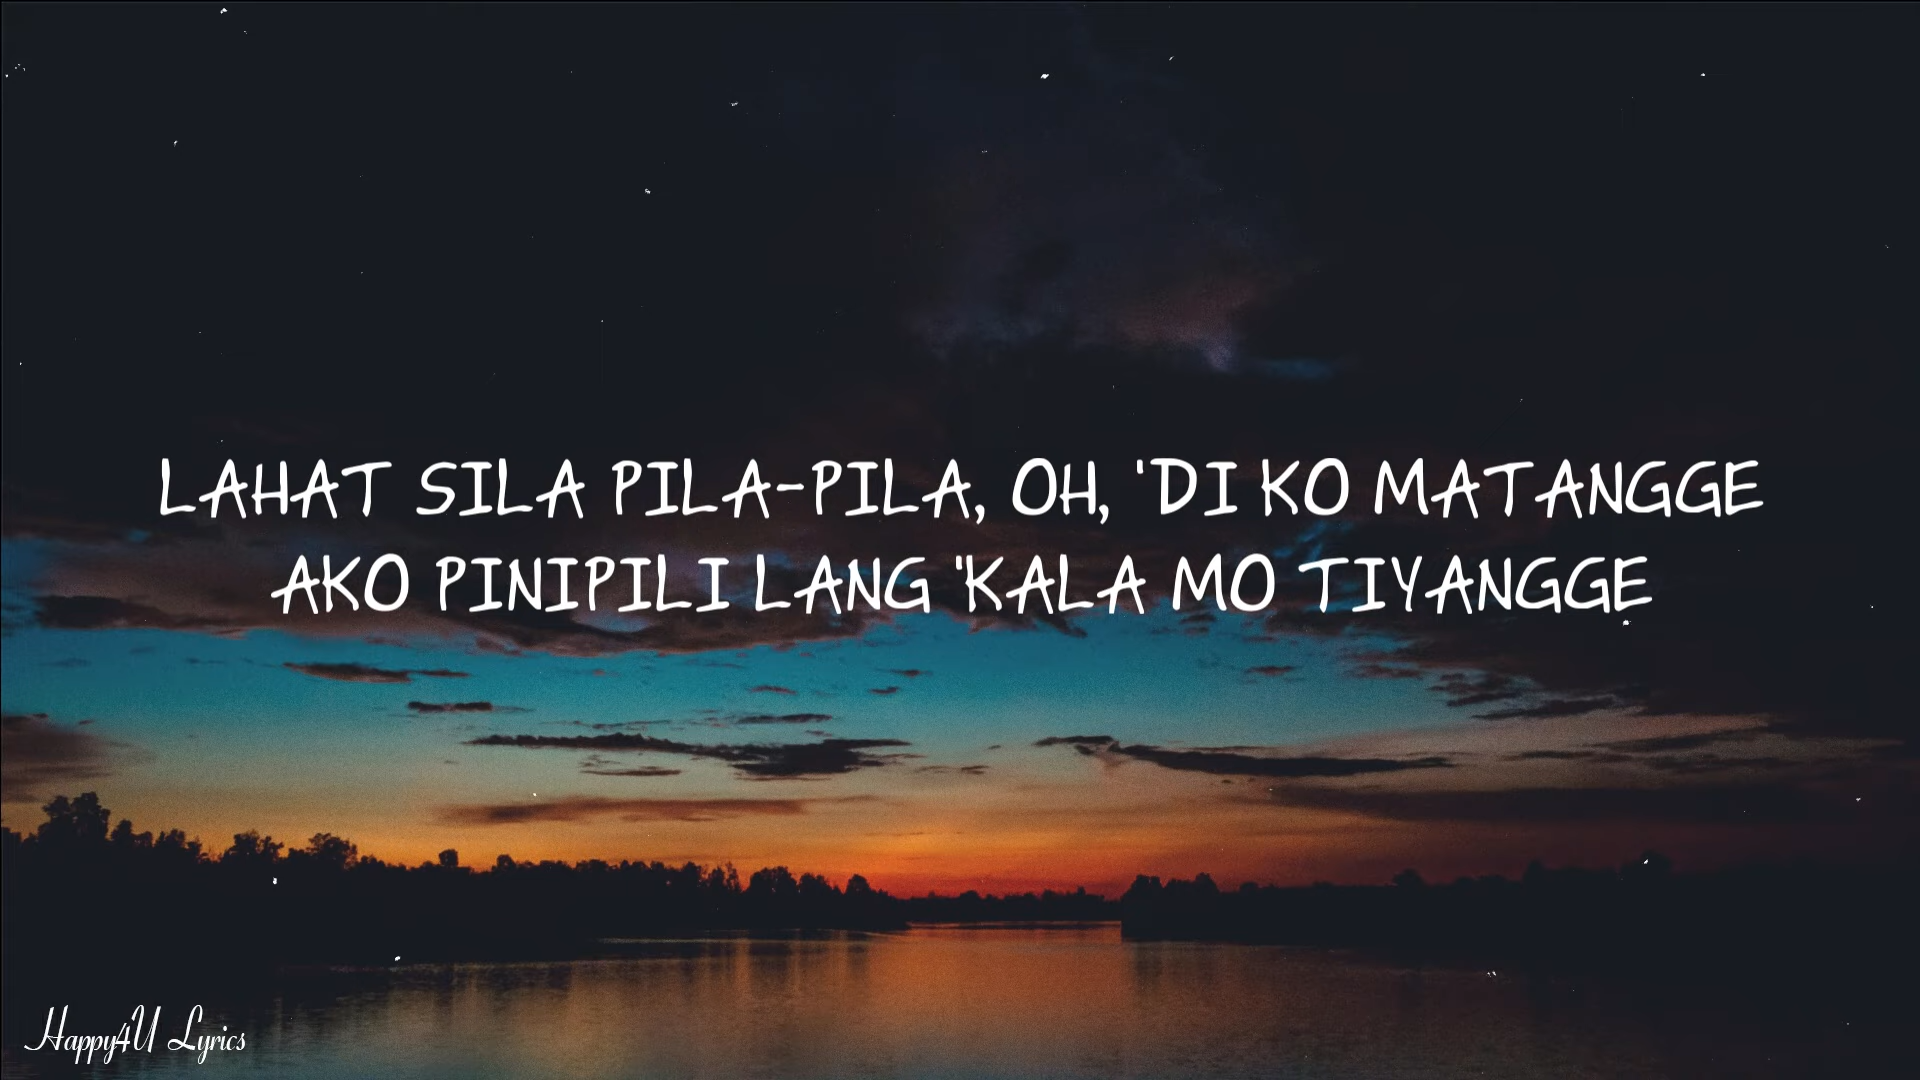 LAHAT SILA PILA-PILA, OH, 'DI KO MATANGGE
AKO PINIPILI LANG 'KALA MO TIYANGGE
Happy4U Lyrics